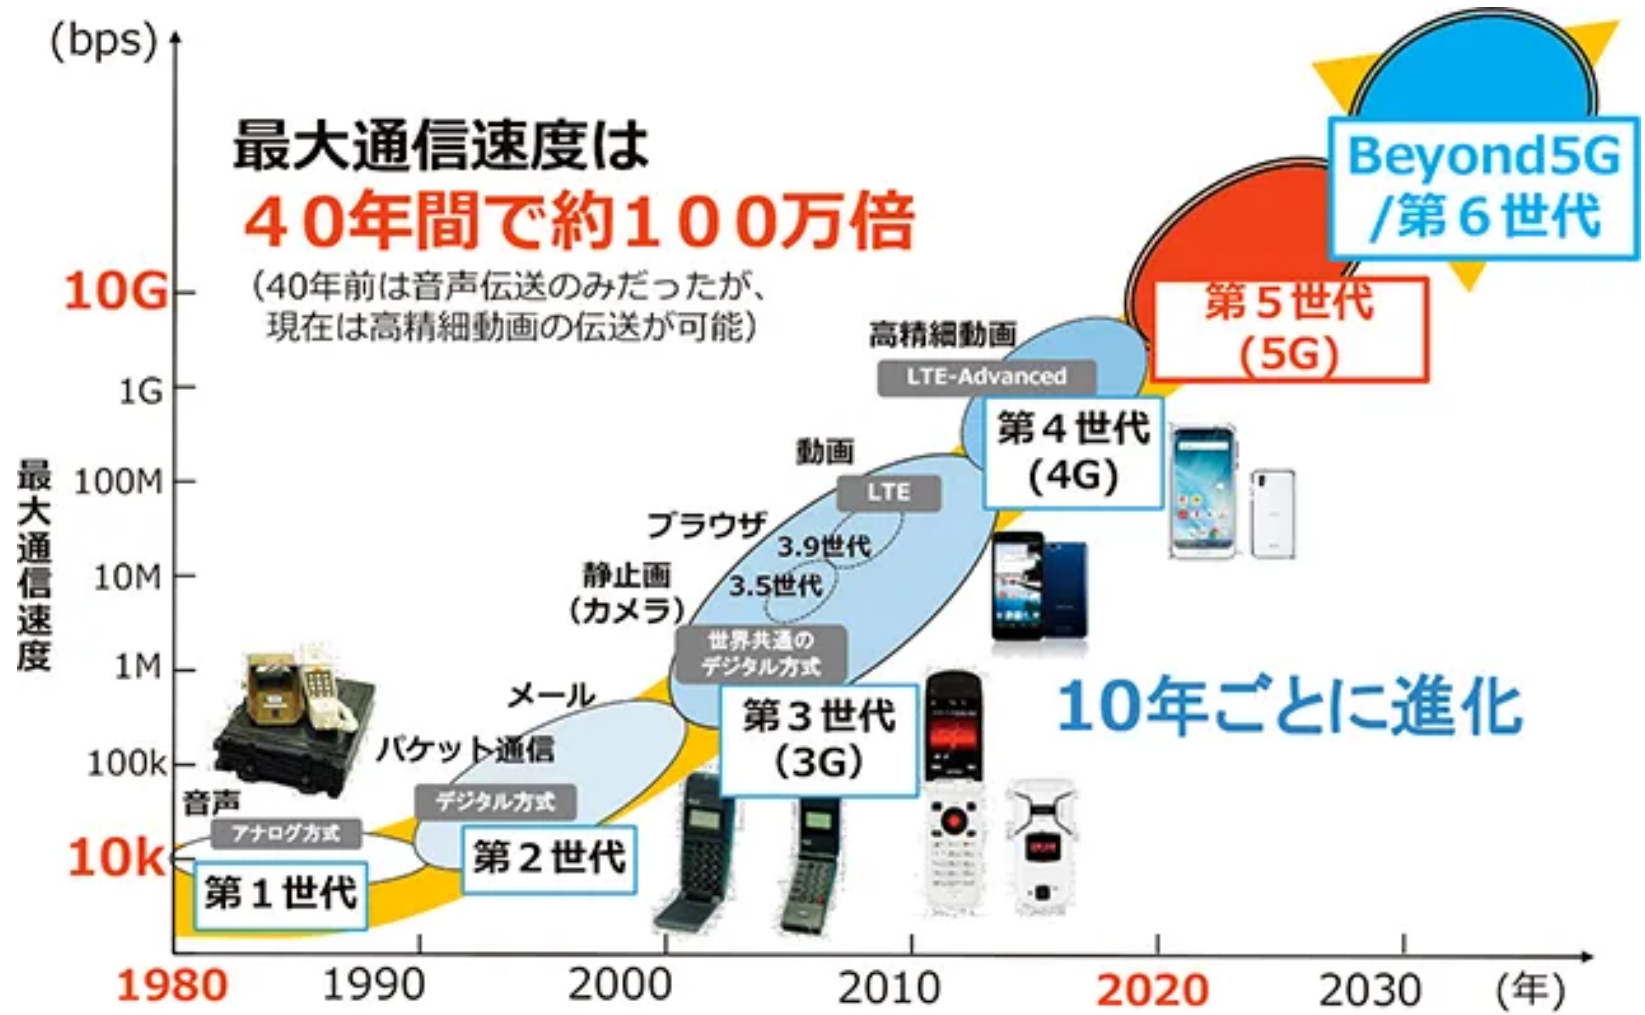 (bps)
最大通信速度は
４０年間で約１００万倍
（40年前は音声伝送のみだったが、
現在は高精細動画の伝送が可能）
Beyond5G
/第６世代
第５世代
(5G)
高精細動画
LTE-Advanced
第４世代
(4G)
動画
LTE
ブラウザ
3.9世代
静止画
（カメラ）
3.5世代
世界共通の
デジタル方式
第３世代
(3G)
メール
パケット通信
デジタル方式
第２世代
音声
アナログ方式
第１世代
10年ごとに進化
最大通信速度
10G
1G
100M
10M
1M
100k
10k
1980
1990
2000
2010
2020
2030
(年)